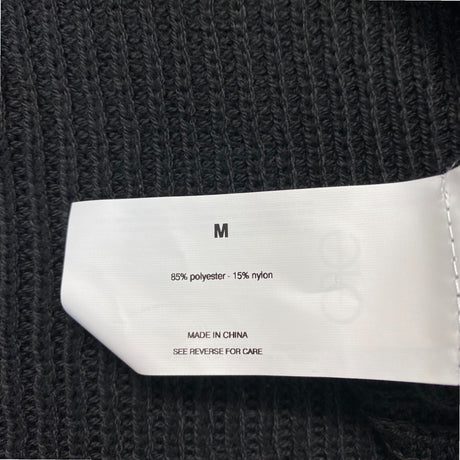 M
85% polyester - 15% nylon
MADE IN CHINA
SEE REVERSE FOR CARE